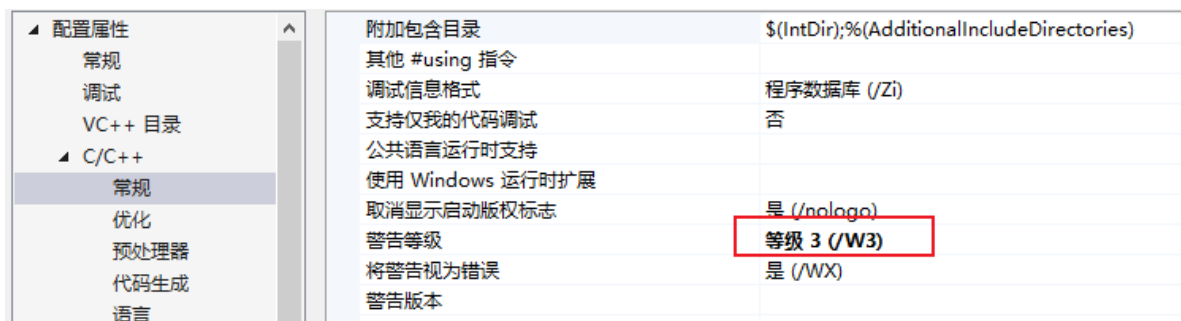 配置属性
常规
调试
VC++ 目录
C/C++
常规
优化
预处理器
代码生成
语言
附加包含目录 $(IntDir);%(AdditionalIncludeDirectories)
其他 #using 指令
调试信息格式 程序数据库 (/Zi)
支持仅我的代码调试 否
公共语言运行时支持
使用 Windows 运行时扩展
取消显示启动版权标志 是 (/nologo)
警告等级 等级 3 (/W3)
将警告视为错误 是 (/WX)
警告版本